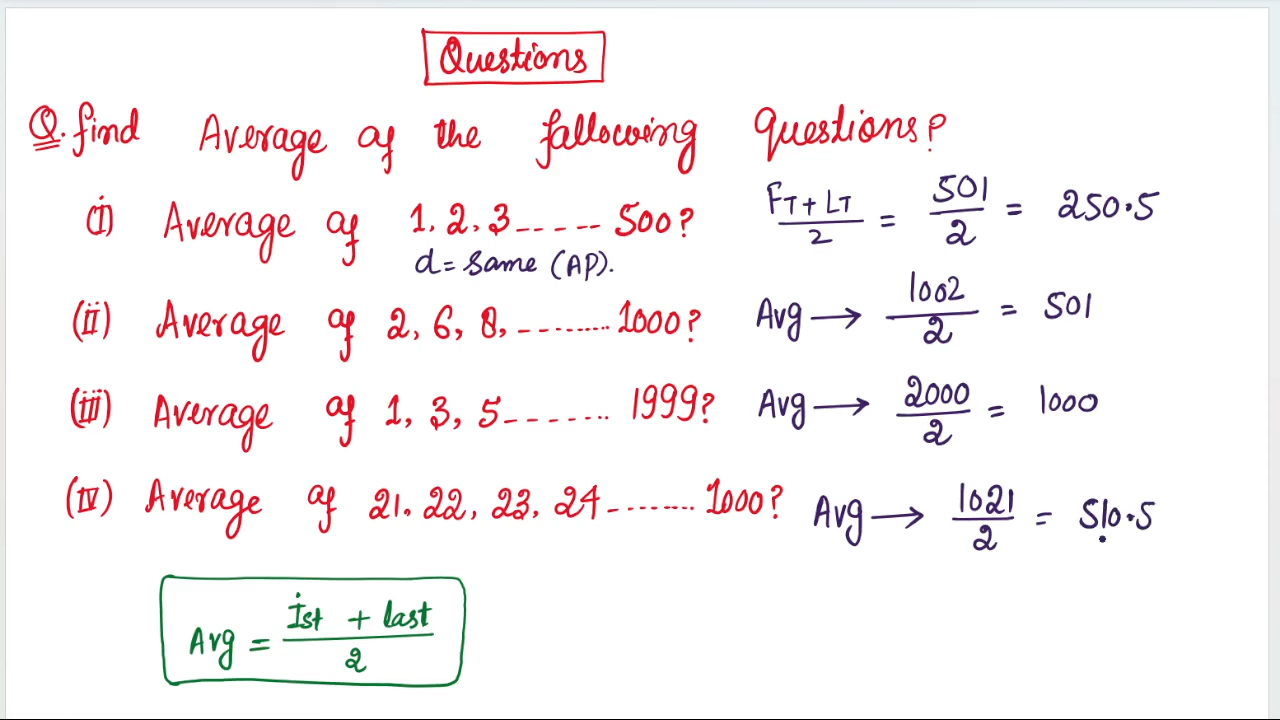 Questions
Q. find Average of the following questions?
(i) Average of 1, 2, 3 ------ 500? FT + LT / 2 = 501 / 2 = 250.5
d = same (AP).
(ii) Average of 2, 6, 8, -------- 1000? Avg → 1002 / 2 = 501
(iii) Average of 1, 3, 5 ------- 1999? Avg → 2000 / 2 = 1000
(iv) Average of 21, 22, 23, 24 -------- 1000? Avg → 1021 / 2 = 510.5
Avg = Ist + last / 2